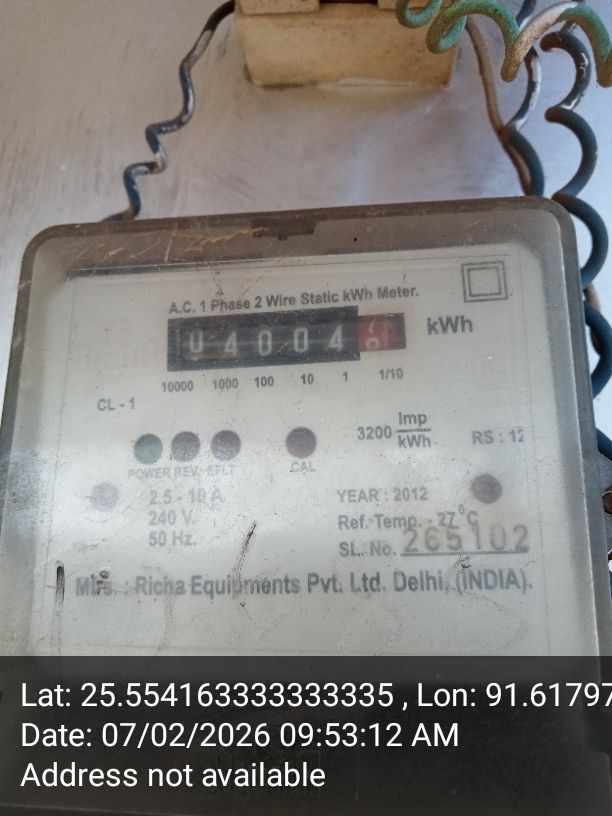 A.C. 1 Phase 2 Wire Static kWh Meter.
04004 kWh
10000 1000 100 10 1 1/10
CL - 1
3200 Imp/kWh RS : 12
POWER REV. EFLT CAL
2.5 - 10 A
240 V.
50 Hz.
YEAR : 2012
Ref. Temp. - 27°C
SL. No. 265102
Mfrs. : Richa Equipments Pvt. Ltd. Delhi, (INDIA).
Lat: 25.554163333333335 , Lon: 91.61797
Date: 07/02/2026 09:53:12 AM
Address not available